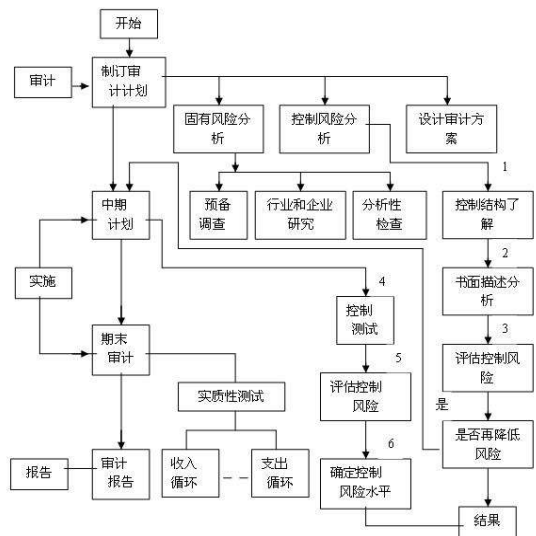 开始
审计
制订审
计计划
固有风险分
析
控制风险分
析
设计审计方
案
1
中期
计划
预备
调查
行业和企业
研究
分析性
检查
控制结构了
解
2
实施
4
书面描述分
析
控制
测试
3
期末
审计
5
评估控制风
险
实质性测试
评估控制
风险
是
是否再降低
风险
6
报告
审计
报告
收入
循环
支出
循环
确定控制
风险水平
结果